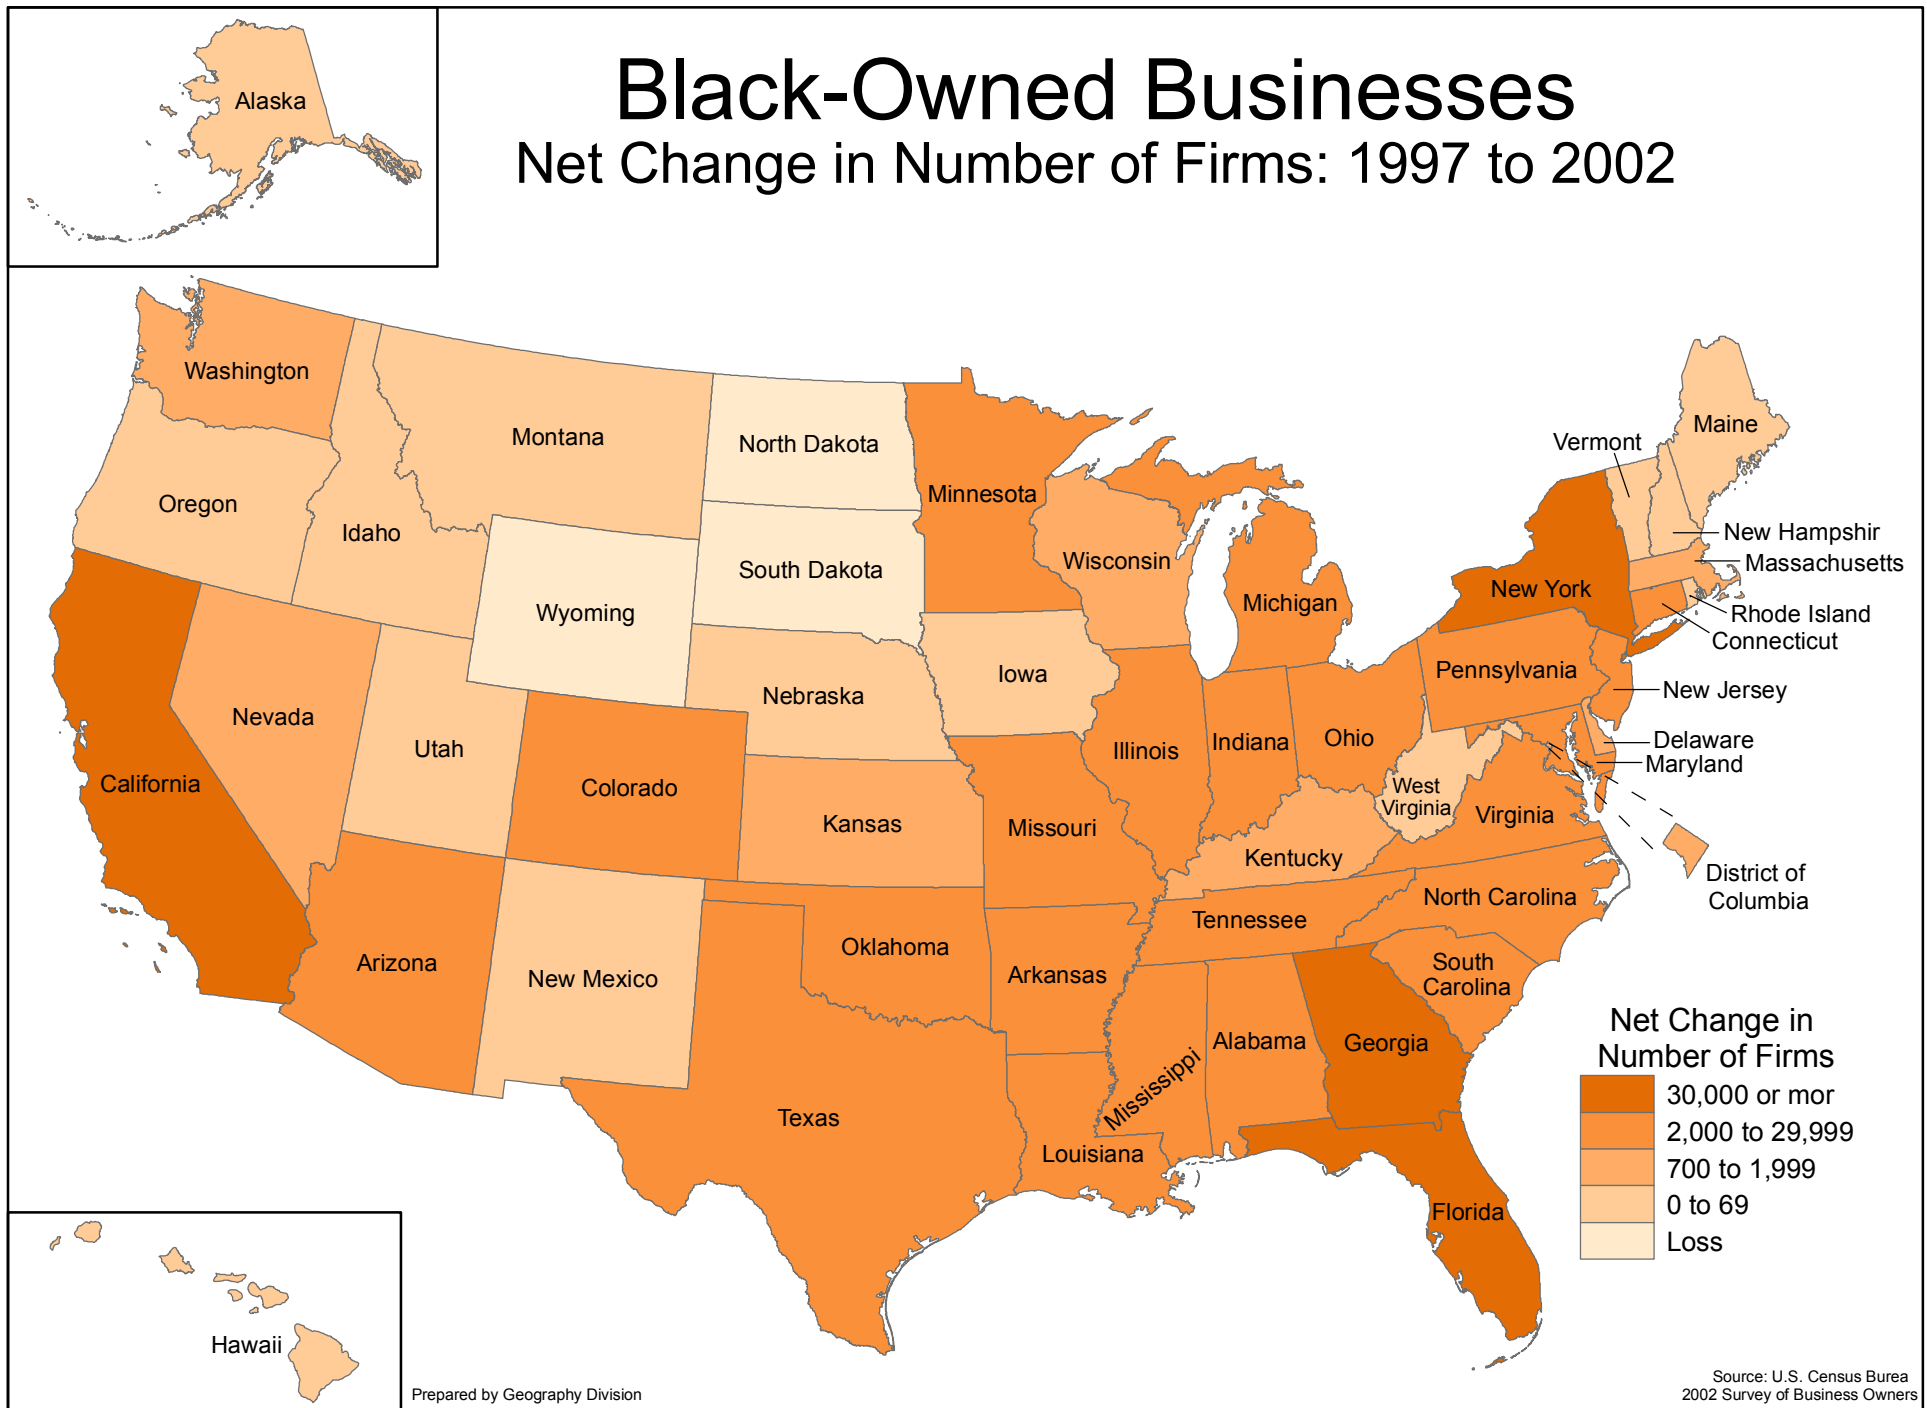 Black-Owned Businesses
Net Change in Number of Firms: 1997 to 2002
Alaska
Washington
Oregon
Idaho
Montana
North Dakota
South Dakota
Wyoming
Minnesota
Wisconsin
Michigan
Vermont
Maine
New Hampshir
Massachusetts
Rhode Island
Connecticut
New York
Pennsylvania
New Jersey
Delaware
Maryland
District of
Columbia
California
Nevada
Utah
Colorado
Nebraska
Iowa
Kansas
Missouri
Illinois
Indiana
Ohio
West
Virginia
Virginia
Kentucky
Tennessee
North Carolina
South
Carolina
Arizona
New Mexico
Oklahoma
Arkansas
Texas
Louisiana
Mississippi
Alabama
Georgia
Florida
Hawaii
Net Change in
Number of Firms
30,000 or mor
2,000 to 29,999
700 to 1,999
0 to 69
Loss
Prepared by Geography Division
Source: U.S. Census Burea
2002 Survey of Business Owners